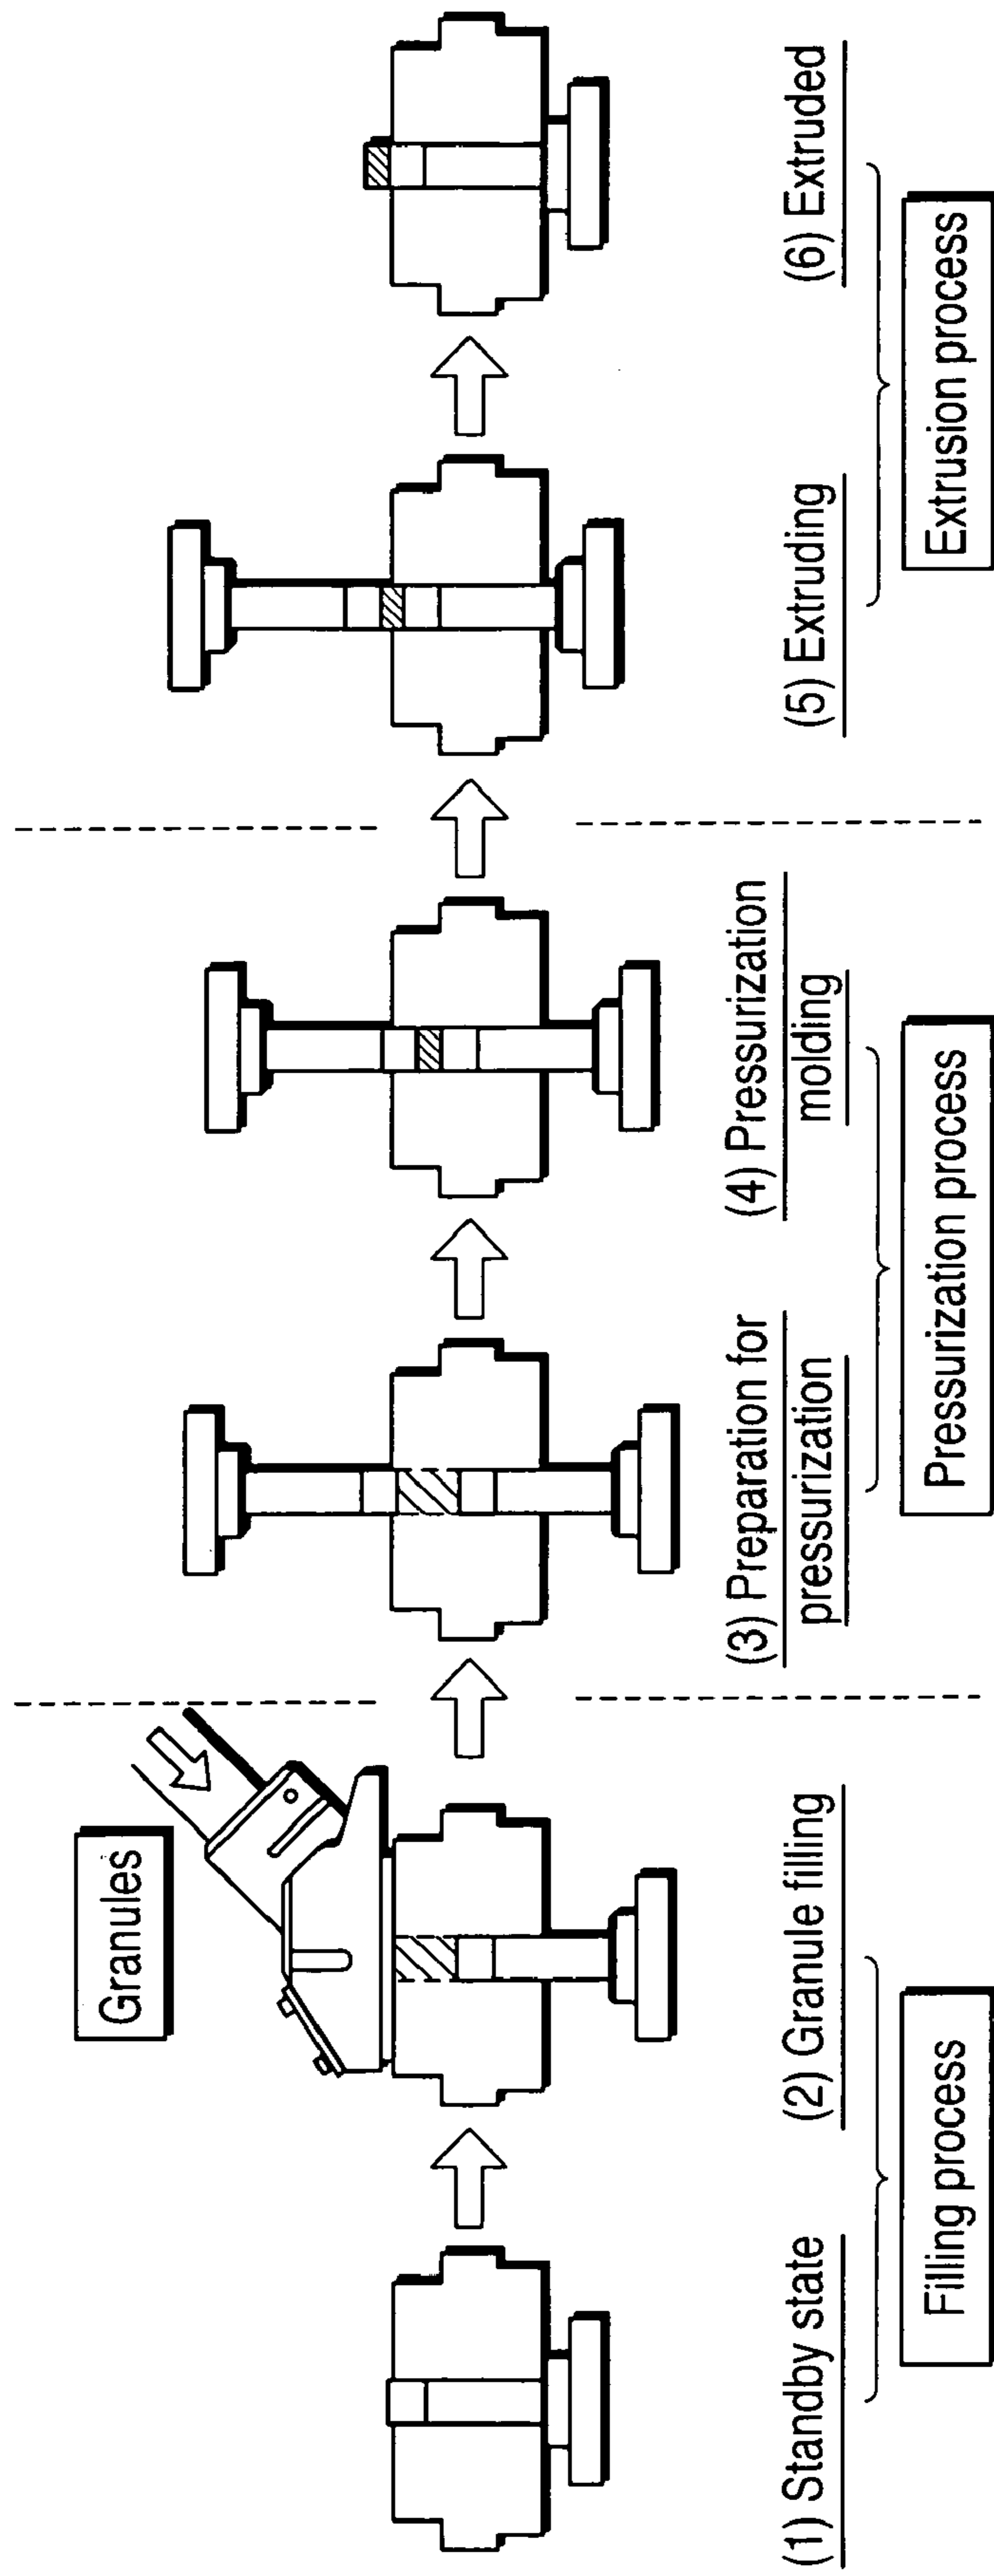 Granules
(1) Standby state
(2) Granule filling
(3) Preparation for
pressurization
(4) Pressurization
molding
(5) Extruding
(6) Extruded
Filling process
Pressurization process
Extrusion process